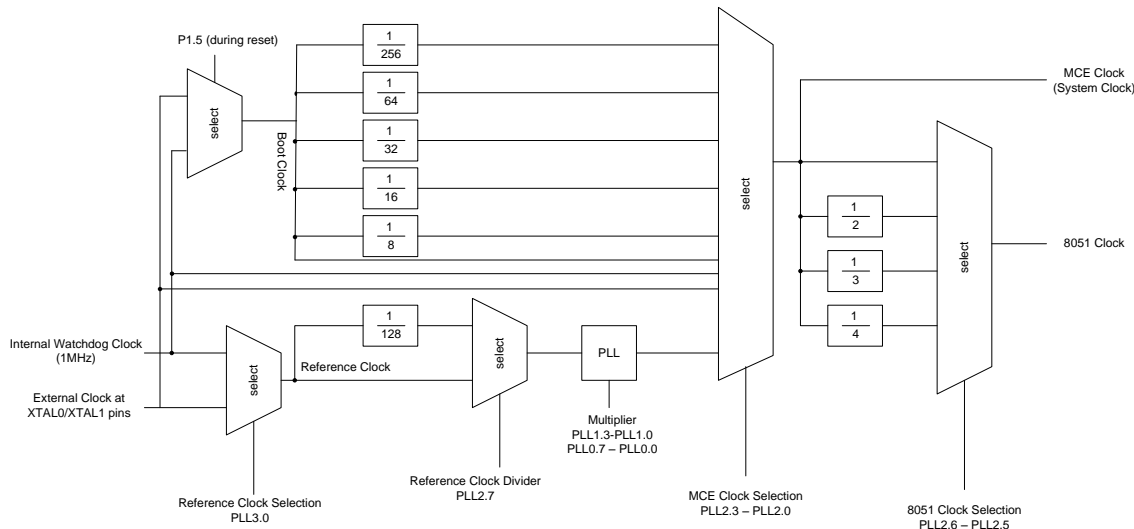 P1.5 (during reset)
select
Boot Clock
1
256
1
64
1
32
1
16
1
8
select
MCE Clock
(System Clock)
1
2
1
3
1
4
select
8051 Clock
Internal Watchdog Clock
(1MHz)
External Clock at
XTAL0/XTAL1 pins
select
Reference Clock
1
128
select
PLL
Multiplier
PLL1.3-PLL1.0
PLL0.7 – PLL0.0
Reference Clock Selection
PLL3.0
Reference Clock Divider
PLL2.7
MCE Clock Selection
PLL2.3 – PLL2.0
8051 Clock Selection
PLL2.6 – PLL2.5